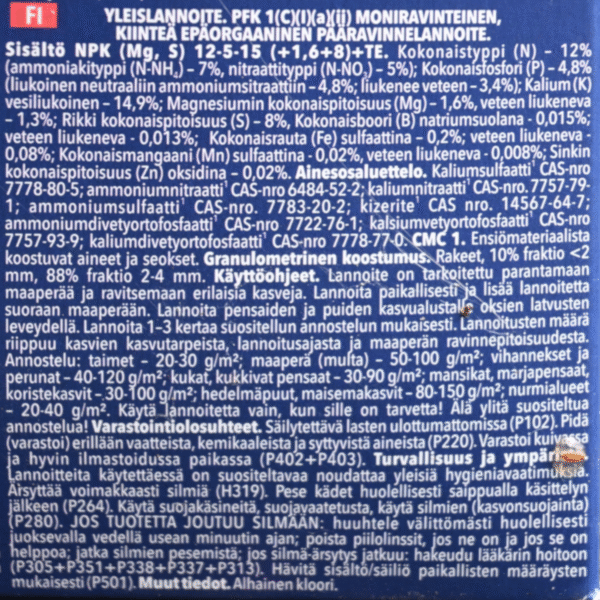 FI
YLEISLANNOITE. PFK 1(C)(I)(a)(ii) MONIRAVINTEINEN,
KIINTEÄ EPÄORGAANINEN PÄÄRAVINNELANNOITE.
Sisältö NPK (Mg, S) 12-5-15 (+1,6+8)+TE. Kokonaistyppi (N) – 12%
(ammoniakityppi (N-NH₄) – 7%, nitraattityppi (N-NO₃) – 5%); Kokonaisfosfori (P) – 4,8%
(liukoinen neutraaliin ammoniumsitraattiin – 4,8%; liukenee veteen – 3,4%); Kalium (K)
vesiliukoinen – 14,9%; Magnesiumin kokonaispitoisuus (Mg) – 1,6%, veteen liukeneva
– 1,3%; Rikki kokonaispitoisuus (S) – 8%, Kokonaisboori (B) natriumsuolana - 0,015%;
veteen liukeneva - 0,013%; Kokonaisrauta (Fe) sulfaattina – 0,2%; veteen liukeneva -
0,08%; Kokonaismangaani (Mn) sulfaattina - 0,02%, veteen liukeneva - 0,008%; Sinkin
kokonaispitoisuus (Zn) oksidina – 0,02%. Ainesosaluettelo. Kaliumsulfaatti¹ CAS-nro
7778-80-5; ammoniumnitraatti¹ CAS-nro 6484-52-2; kaliumnitraatti¹ CAS-nro. 7757-79-
1; ammoniumsulfaatti¹ CAS-nro. 7783-20-2; kizerite¹ CAS nro. 14567-64-7;
ammoniumdivetyortofosfaatti¹ CAS-nro 7722-76-1; kalsiumvetyortofosfaatti¹ CAS-nro
7757-93-9; kaliumdivetyortofosfaatti¹ CAS-nro 7778-77-0. CMC 1. Ensiömateriaalista
koostuvat aineet ja seokset. Granulometrinen koostumus. Rakeet, 10% fraktio <2
mm, 88% fraktio 2-4 mm. Käyttöohjeet. Lannoite on tarkoitettu parantamaan
maaperää ja ravitsemaan erilaisia kasveja. Lannoita paikallisesti ja lisää lannoitetta
suoraan maaperään. Lannoita pensaiden ja puiden kasvualustalle oksien latvusten
leveydellä. Lannoita 1–3 kertaa suositellun annostelun mukaisesti. Lannoitusten määrä
riippuu kasvien kasvutarpeista, lannoitusajasta ja maaperän ravinnepitoisuudesta.
Annostelu: taimet – 20-30 g/m²; maaperä (multa) – 50-100 g/m²; vihannekset ja
perunat – 40-120 g/m²; kukat, kukkivat pensaat – 30-90 g/m²; mansikat, marjapensaat,
koristekasvit – 30-100 g/m²; hedelmäpuut, maisemakasvit – 80-150 g/m²; nurmialueet
– 20-40 g/m². Käytä lannoitetta vain, kun sille on tarvetta! Älä ylitä suositeltua
annostelua! Varastointiolosuhteet. Säilytettävä lasten ulottumattomissa (P102). Pidä
(varastoi) erillään vaatteista, kemikaaleista ja syttyvistä aineista (P220). Varastoi
ja hyvin ilmastoidussa paikassa (P402+P403). Turvallisuus ja
Lannoitteita käytettäessä on suositeltavaa noudattaa yleisiä hygieniavaatimuksia.
Ärsyttää voimakkaasti silmiä (H319). Pese kädet huolellisesti saippualla käsittelyn
jälkeen (P264). Käytä suojakäsineitä, suojavaatetusta, käytä silmien (kasvonsuojainta)
(P280). JOS TUOTETTA JOUTUU SILMÄÄN: huuhtele välittömästi huolellisesti
juoksevalla vedellä usean minuutin ajan; poista piilolinssit, jos ne on ja jos se on
helppoa; jatka silmien pesemistä; jos silmä-ärsytys jatkuu: hakeudu lääkärin hoitoon
(P305+P351+P338+P337+P313). Hävitä sisältö/säiliö paikallisten määräysten
mukaisesti (P501). Muut tiedot. Alhainen kloori.